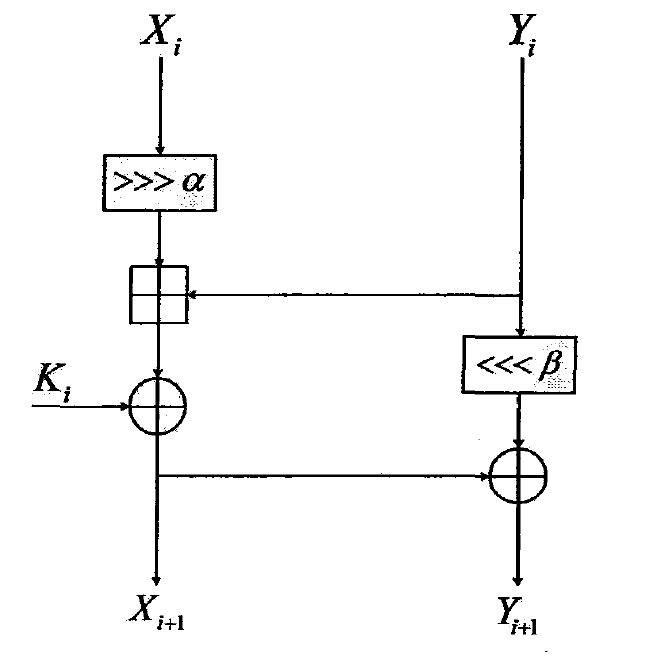 X_i Y_i
>>> α
<<< β
K_i
X_{i+1} Y_{i+1}